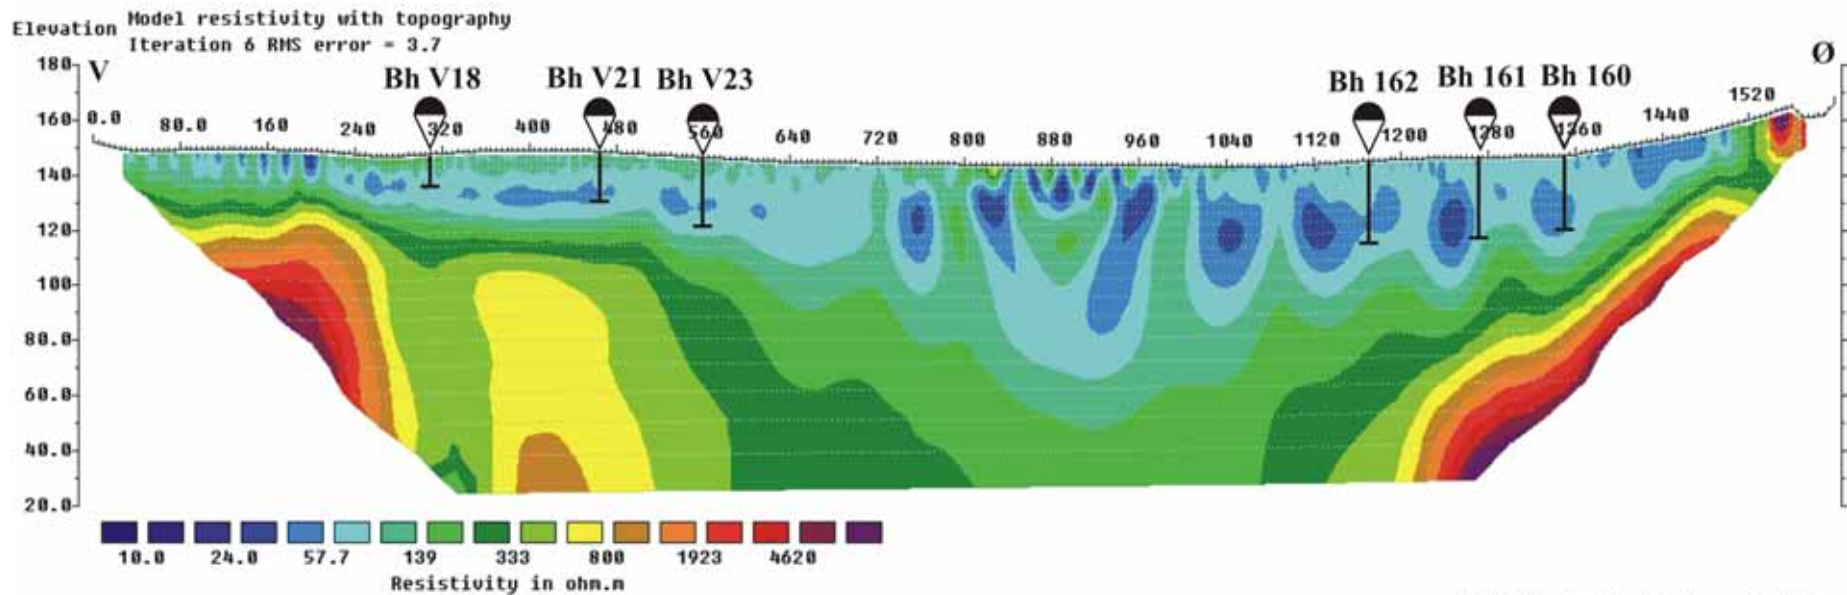 Model resistivity with topography
Elevation
Iteration 6 RMS error = 3.7
180
V
Bh V18
Bh V21
Bh V23
Bh 162
Bh 161
Bh 160
Ø
160
0.0 80.0 160 240 320 400 480 560 640 720 800 880 960 1040 1120 1200 1280 1360 1440 1520
140
120
100
80.0
60.0
40.0
20.0
10.0 24.0 57.7 139 333 800 1923 4620
Resistivity in ohm.m